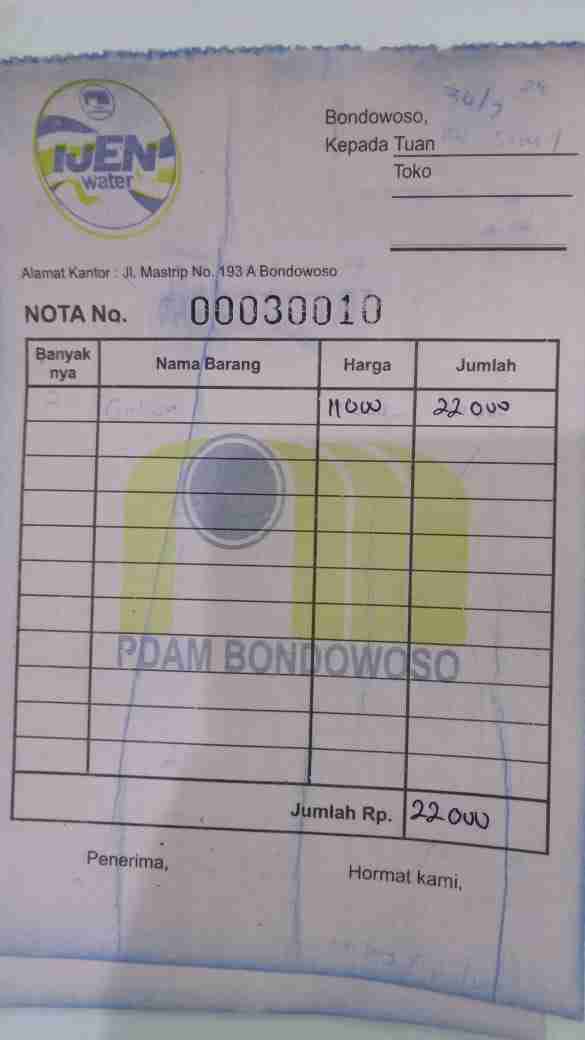 IJEN
water
Bondowoso, 30/7 24
Kepada Tuan
Toko
Alamat Kantor : Jl. Mastrip No. 193 A Bondowoso
NOTA No. 00030010
Banyak nya Nama Barang Harga Jumlah
2 Galon 11000 22000
PDAM BONDOWOSO
Jumlah Rp. 22000
Penerima, Hormat kami,